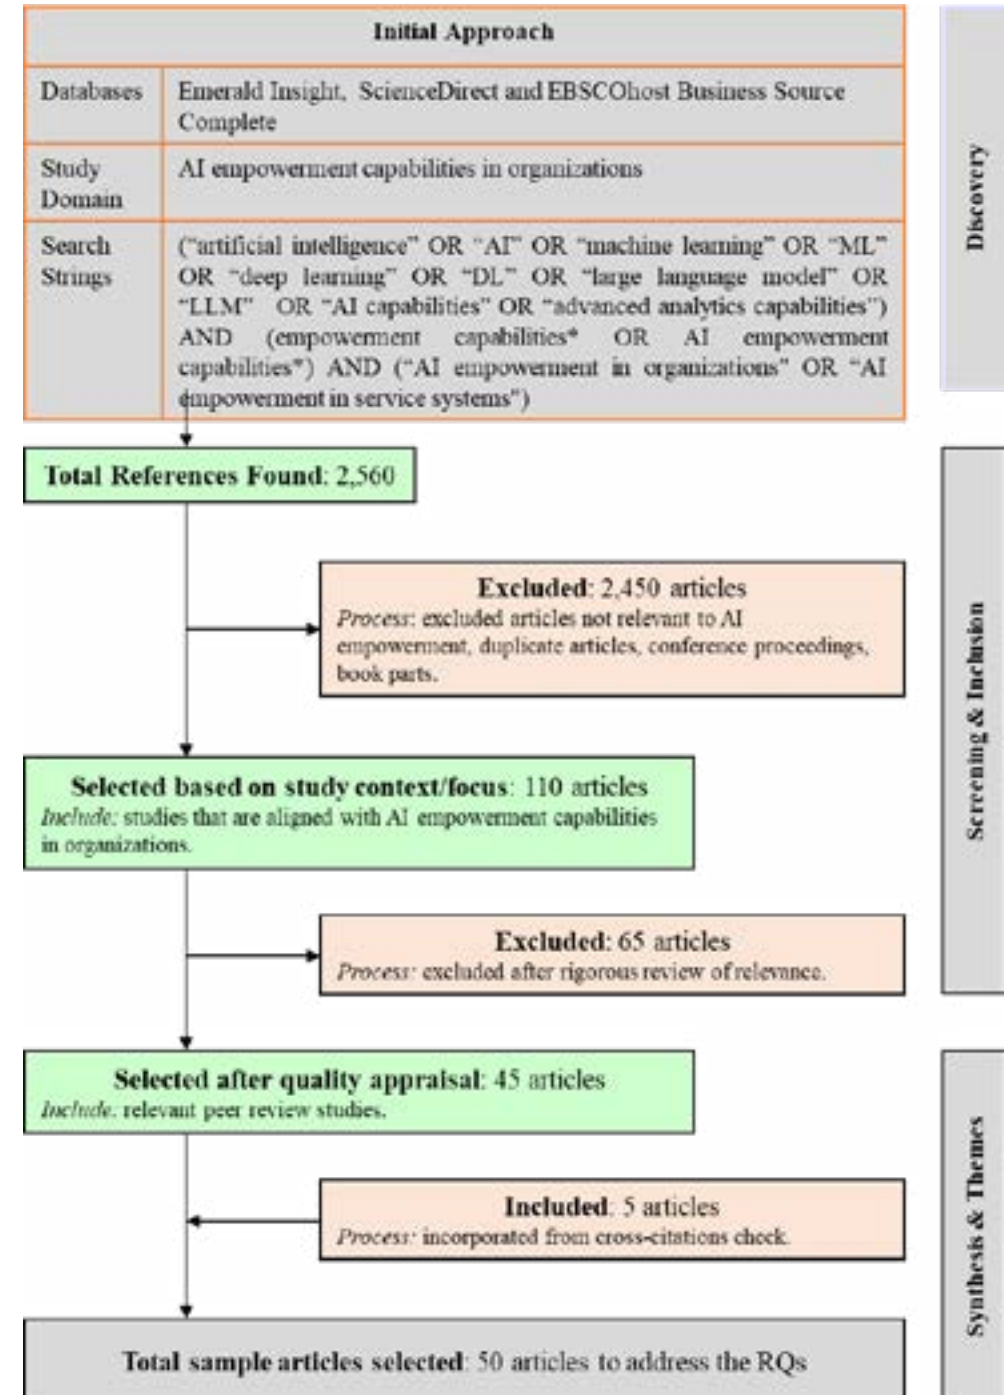 Initial Approach
Databases
Emerald Insight, ScienceDirect and EBSCOhost Business Source
Complete
Study
Domain
AI empowerment capabilities in organizations
Search
Strings
(“artificial intelligence” OR “AI” OR “machine learning” OR “ML”
OR “deep learning” OR “DL” OR “large language model” OR
“LLM” OR “AI capabilities” OR “advanced analytics capabilities”)
AND (empowerment capabilities* OR AI empowerment
capabilities*) AND (“AI empowerment in organizations” OR “AI
empowerment in service systems”)
Discovery
Total References Found: 2,560
Excluded: 2,450 articles
Process: excluded articles not relevant to AI
empowerment, duplicate articles, conference proceedings,
book parts.
Selected based on study context/focus: 110 articles
Include: studies that are aligned with AI empowerment capabilities
in organizations.
Excluded: 65 articles
Process: excluded after rigorous review of relevance.
Screening & Inclusion
Selected after quality appraisal: 45 articles
Include: relevant peer review studies.
Included: 5 articles
Process: incorporated from cross-citations check.
Total sample articles selected: 50 articles to address the RQs
Synthesis & Themes